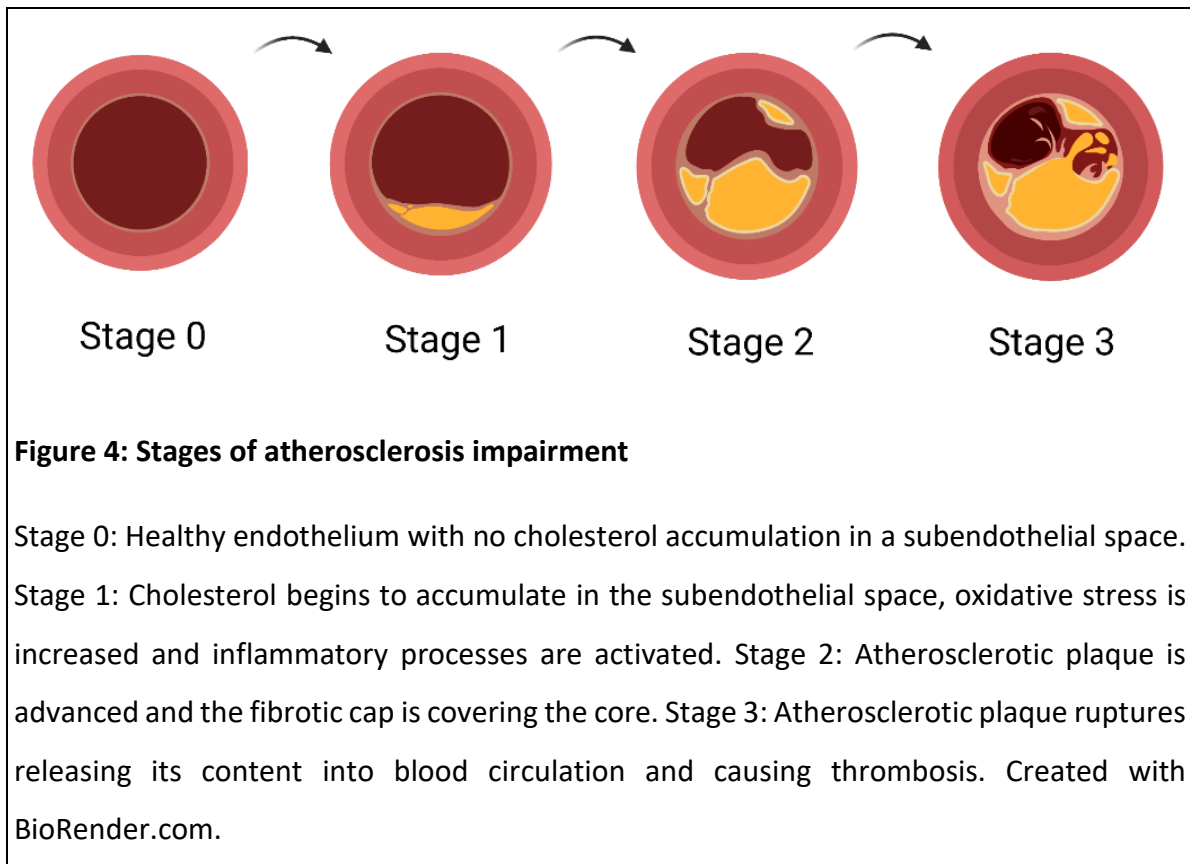 Stage 0
Stage 1
Stage 2
Stage 3
Figure 4: Stages of atherosclerosis impairment
Stage 0: Healthy endothelium with no cholesterol accumulation in a subendothelial space.
Stage 1: Cholesterol begins to accumulate in the subendothelial space, oxidative stress is
increased and inflammatory processes are activated. Stage 2: Atherosclerotic plaque is
advanced and the fibrotic cap is covering the core. Stage 3: Atherosclerotic plaque ruptures
releasing its content into blood circulation and causing thrombosis. Created with
BioRender.com.